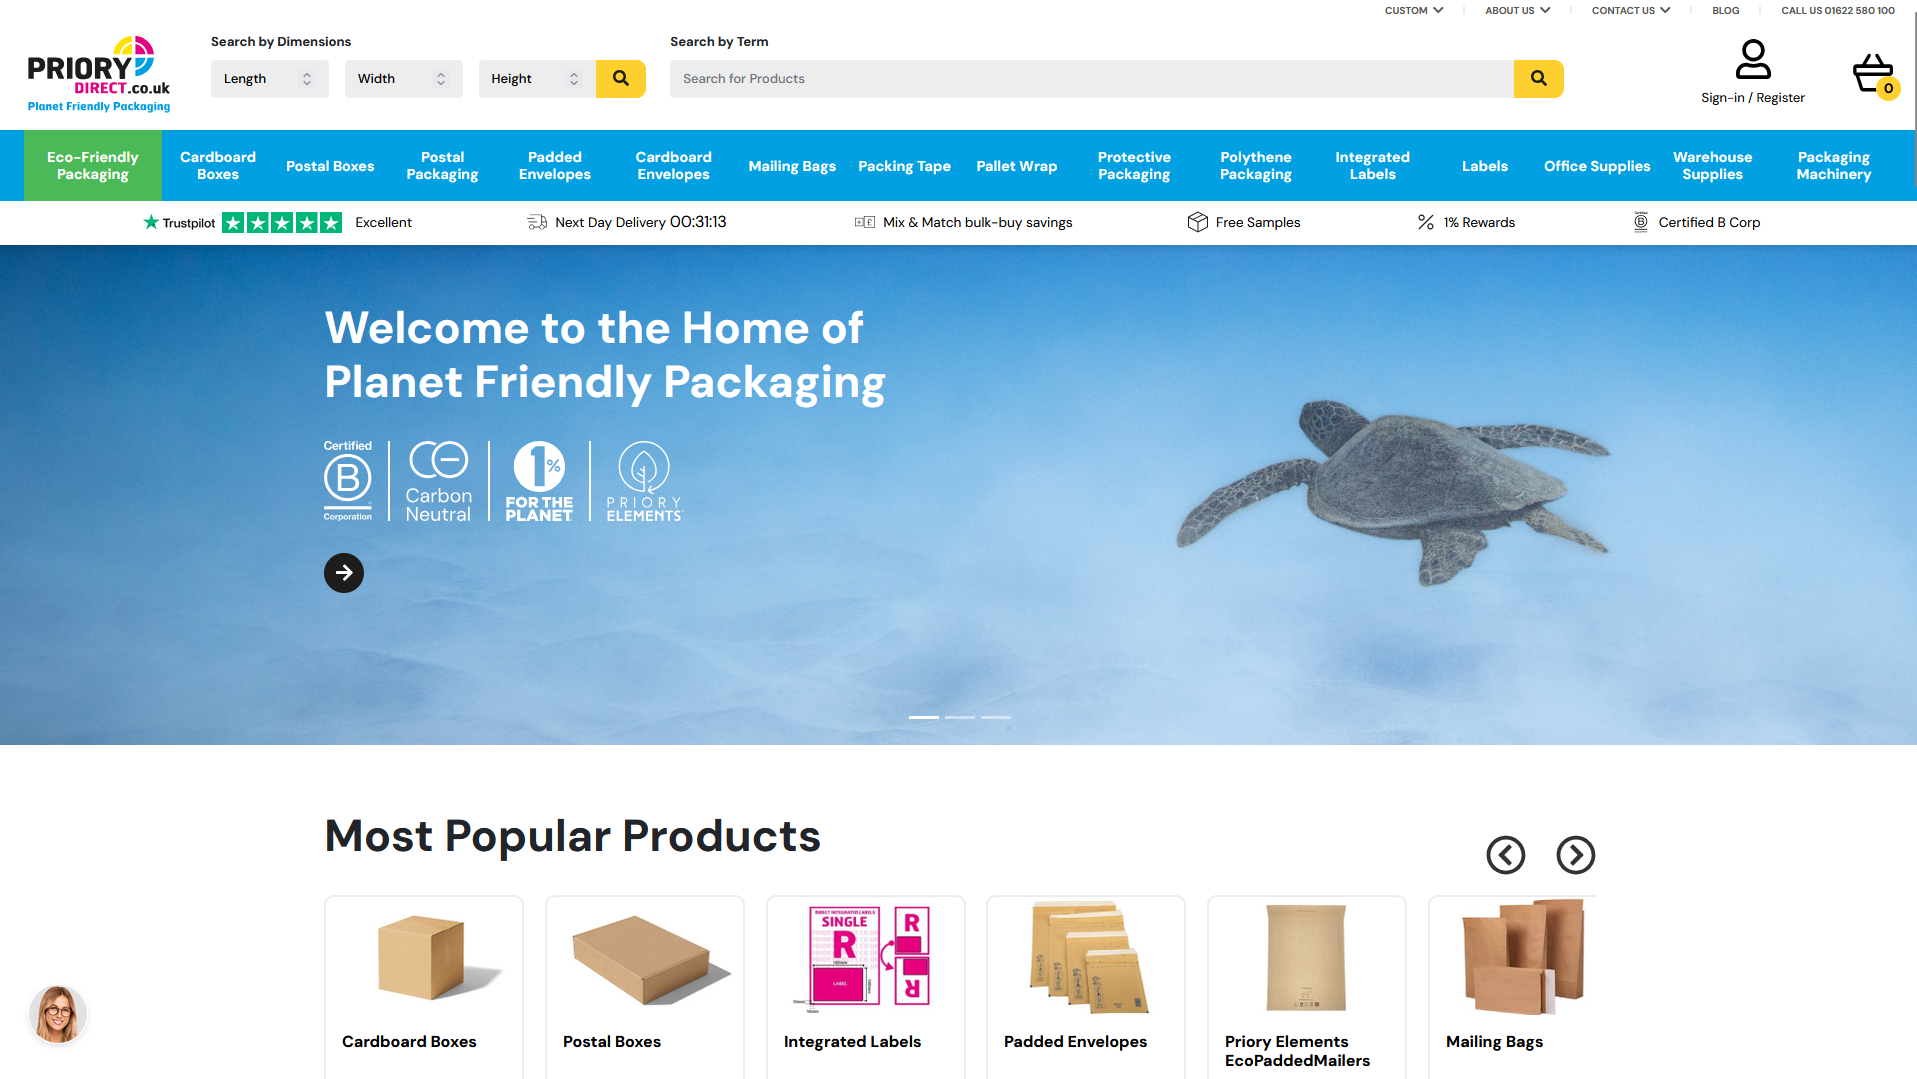 CUSTOM
ABOUT US
CONTACT US
BLOG
CALL US 01622 580 100
PRIORY
DIRECT.co.uk
Planet Friendly Packaging
Search by Dimensions
Length
Width
Height
Search by Term
Search for Products
Sign-in / Register
0
Eco-Friendly
Packaging
Cardboard
Boxes
Postal Boxes
Postal
Packaging
Padded
Envelopes
Cardboard
Envelopes
Mailing Bags
Packing Tape
Pallet Wrap
Protective
Packaging
Polythene
Packaging
Integrated
Labels
Labels
Office Supplies
Warehouse
Supplies
Packaging
Machinery
Trustpilot
Excellent
Next Day Delivery 00:31:13
Mix & Match bulk-buy savings
Free Samples
1% Rewards
Certified B Corp
Welcome to the Home of
Planet Friendly Packaging
Certified
B
Corporation
Carbon
Neutral
1%
FOR THE
PLANET
PRIORY
ELEMENTS
Most Popular Products
DIRECT INTEGRATED LABELS
SINGLE
R
LABEL
R
R
Cardboard Boxes
Postal Boxes
Integrated Labels
Padded Envelopes
Priory Elements
EcoPaddedMailers
Mailing Bags